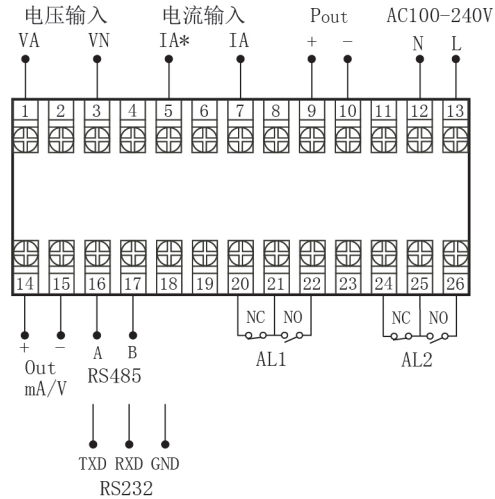 电压输入 电流输入 Pout AC100-240V
VA VN IA* IA + − N L
1 2 3 4 5 6 7 8 9 10 11 12 13
14 15 16 17 18 19 20 21 22 23 24 25 26
NC NO NC NO
+ − A B AL1 AL2
Out RS485
mA/V
TXD RXD GND
RS232